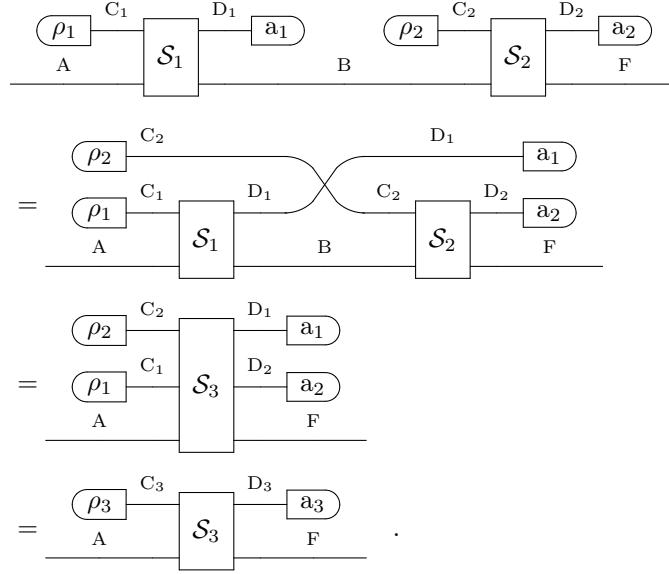 C₁ D₁ C₂ D₂
ρ₁ a₁ ρ₂ a₂
𝒮₁ 𝒮₂
A B F
C₂ D₁
ρ₂ a₁
C₁ D₁ C₂ D₂
= ρ₁ a₂
𝒮₁ 𝒮₂
A B F
C₂ D₁
ρ₂ a₁
C₁ D₂
= ρ₁ 𝒮₃ a₂
A F
C₃ D₃
ρ₃ a₃
= 𝒮₃ .
A F